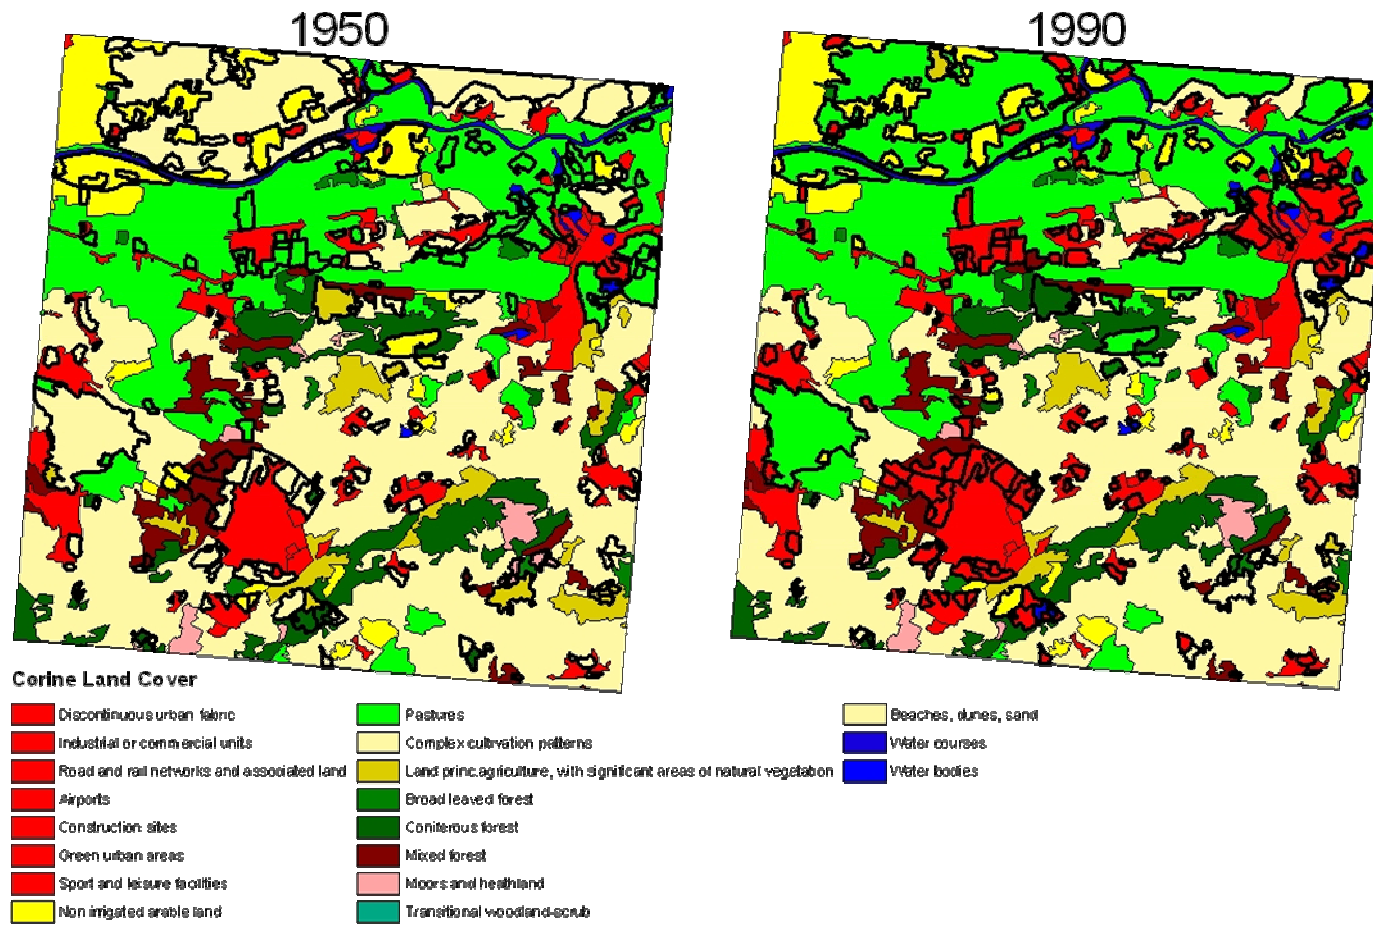 1950
1990
Corine Land Cover
Discontinuous urban fabric
Industrial or commercial units
Road and rail networks and associated land
Airports
Construction sites
Green urban areas
Sport and leisure facilities
Non irrigated arable land
Pastures
Complex cultivation patterns
Land princ.agriculture, with significant areas of natural vegetation
Broad leaved forest
Coniferous forest
Mixed forest
Moors and heathland
Transitional woodland-scrub
Beaches, dunes, sand
Water courses
Water bodies